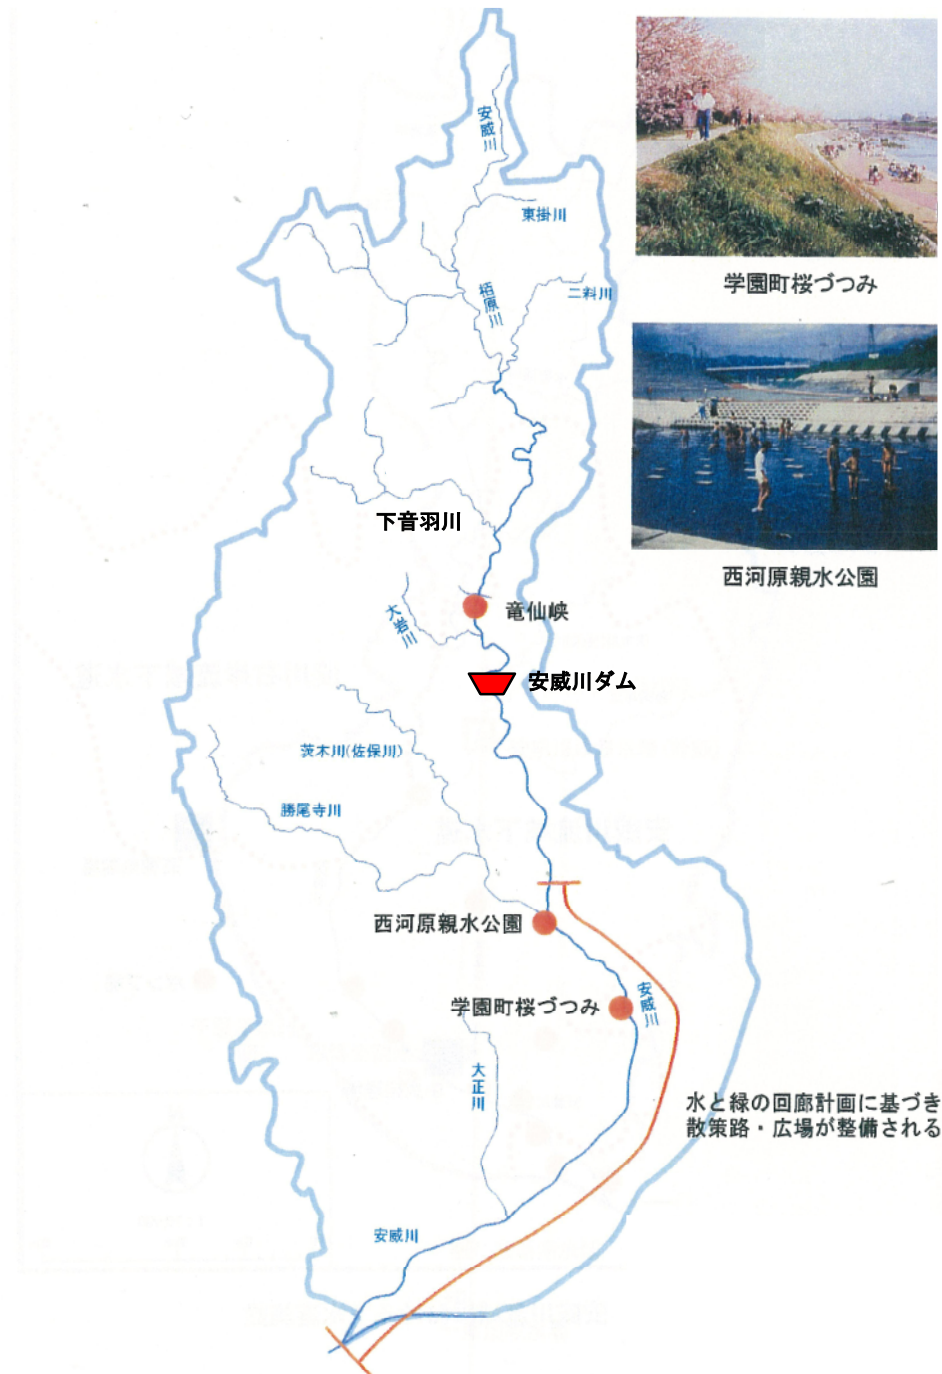 安威川
東掛川
栢原川
二料川
学園町桜づつみ
下音羽川
西河原親水公園
大岩川
竜仙峡
安威川ダム
茨木川(佐保川)
勝尾寺川
西河原親水公園
学園町桜づつみ
安威川
大正川
水と緑の回廊計画に基づき
散策路・広場が整備される
安威川